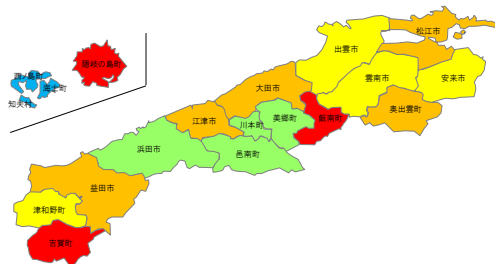 松江市
出雲市
隠岐の島町
西ノ島町
海士町
知夫村
雲南市
安来市
大田市
奥出雲町
飯南町
美郷町
江津市
川本町
浜田市
邑南町
益田市
津和野町
吉賀町